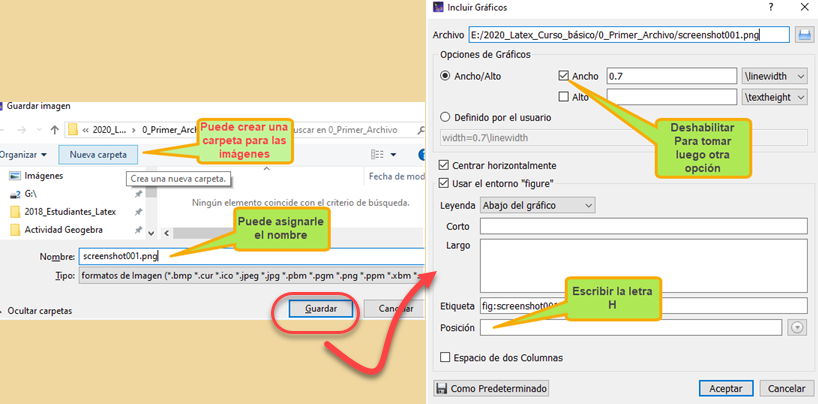 Guardar imagen
« 2020_L...
0_Primer_Arch
uscar en 0_Primer_Archivo
Organizar
Nueva carpeta
Puede crear una
carpeta para las
imágenes
Crea una nueva carpeta.
Imágenes
G:\
2018_Estudiantes_Latex
Actividad Geogebra
Fecha de mod
Ningún elemento coincide con el criterio de búsqueda.
Puede asignarle
el nombre
Nombre:
screenshot001.png
Tipo:
formatos de Imagen (*.bmp *.cur *.ico *.jpeg *.jpg *.pbm *.pgm *.png *.ppm *.xbm *.
Ocultar carpetas
Guardar
Cancelar
Incluir Gráficos
?
Archivo
E:/2020_Latex_Curso_básico/0_Primer_Archivo/screenshot001.png
Opciones de Gráficos
Ancho/Alto
Ancho
0.7
\linewidth
Alto
\textheight
Definido por el usuario
width=0.7\linewidth
Deshabilitar
Para tomar
luego otra
opción
Centrar horizontalmente
Usar el entorno "figure"
Leyenda
Abajo del gráfico
Corto
Largo
Escribir la letra
H
Etiqueta
fig:screenshot00
Posición
Espacio de dos Columnas
Como Predeterminado
Aceptar
Cancelar